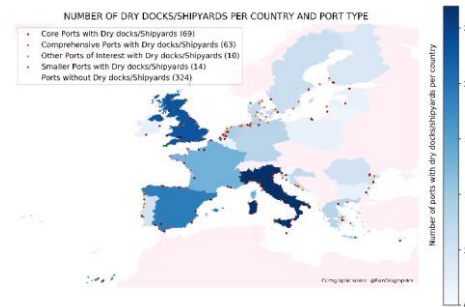 NUMBER OF DRY DOCKS/SHIPYARDS PER COUNTRY AND PORT TYPE
Core Ports with Dry docks/Shipyards (69)
Comprehensive Ports with Dry docks/Shipyards (63)
Other Ports of Interest with Dry docks/Shipyards (10)
Smaller Ports with Dry docks/Shipyards (14)
Ports without Dry docks/Shipyards (324)
Number of ports with dry docks/shipyards per country